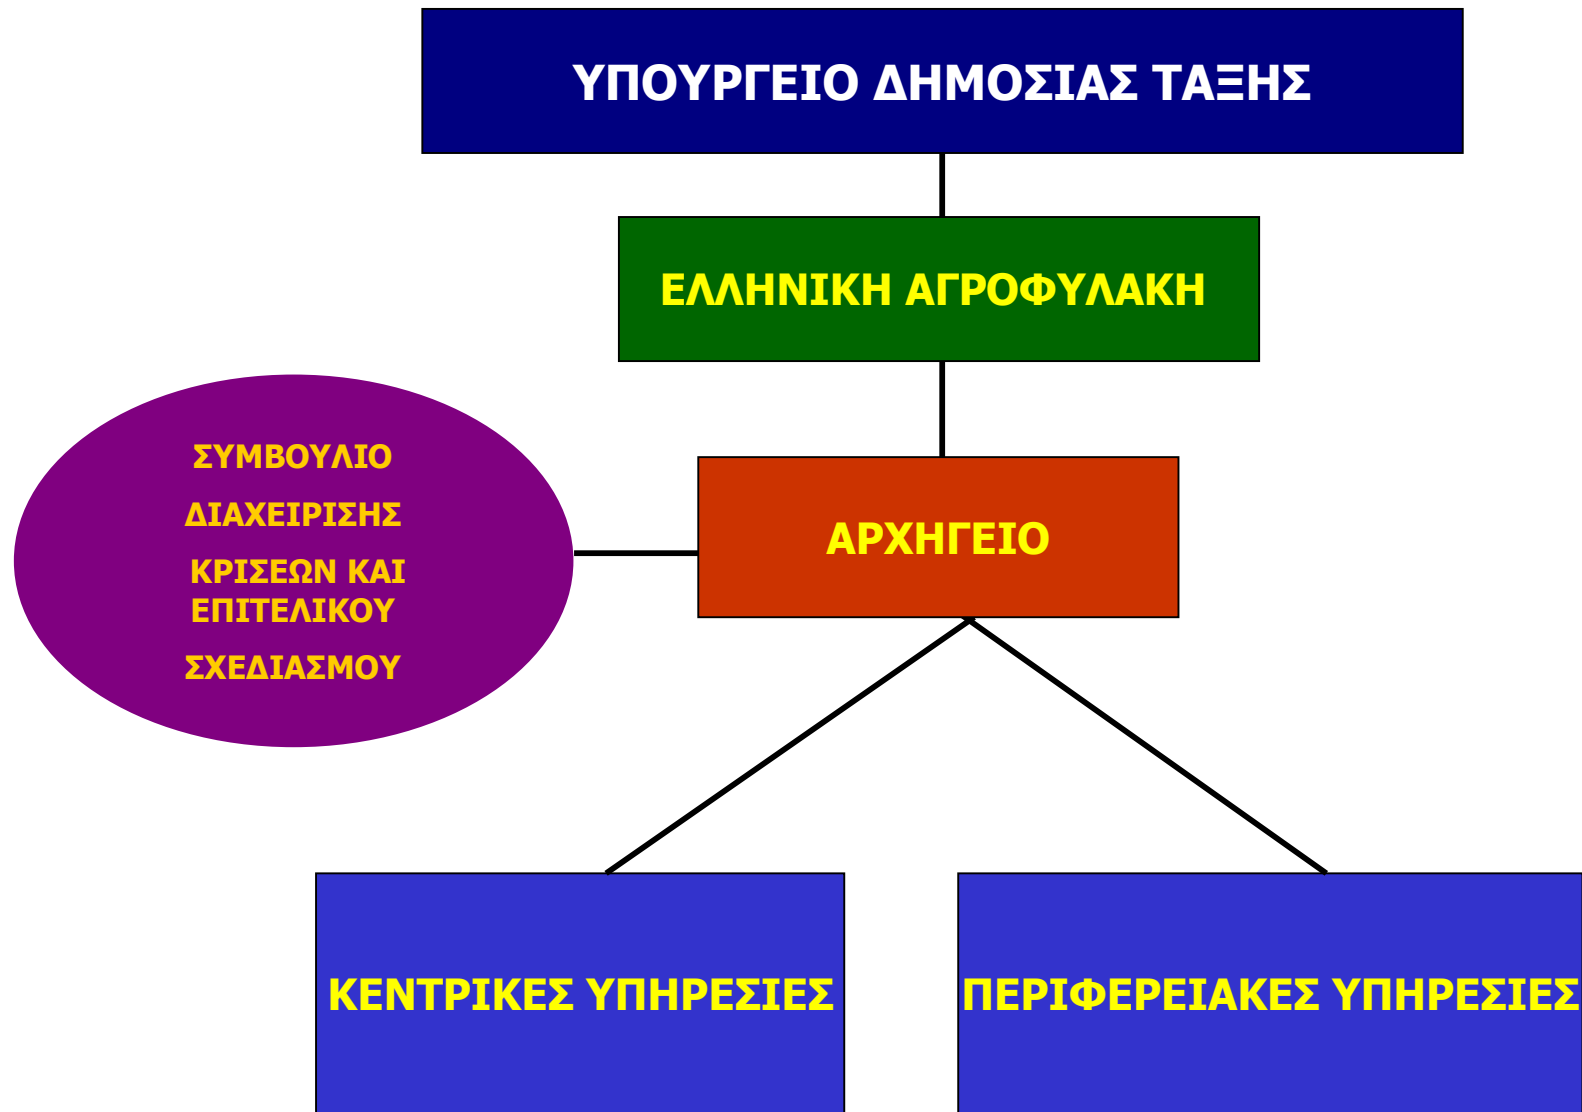 ΥΠΟΥΡΓΕΙΟ ΔΗΜΟΣΙΑΣ ΤΑΞΗΣ
ΕΛΛΗΝΙΚΗ ΑΓΡΟΦΥΛΑΚΗ
ΣΥΜΒΟΥΛΙΟ
ΔΙΑΧΕΙΡΙΣΗΣ
ΚΡΙΣΕΩΝ ΚΑΙ
ΕΠΙΤΕΛΙΚΟΥ
ΣΧΕΔΙΑΣΜΟΥ
ΑΡΧΗΓΕΙΟ
ΚΕΝΤΡΙΚΕΣ ΥΠΗΡΕΣΙΕΣ
ΠΕΡΙΦΕΡΕΙΑΚΕΣ ΥΠΗΡΕΣΙΕΣ